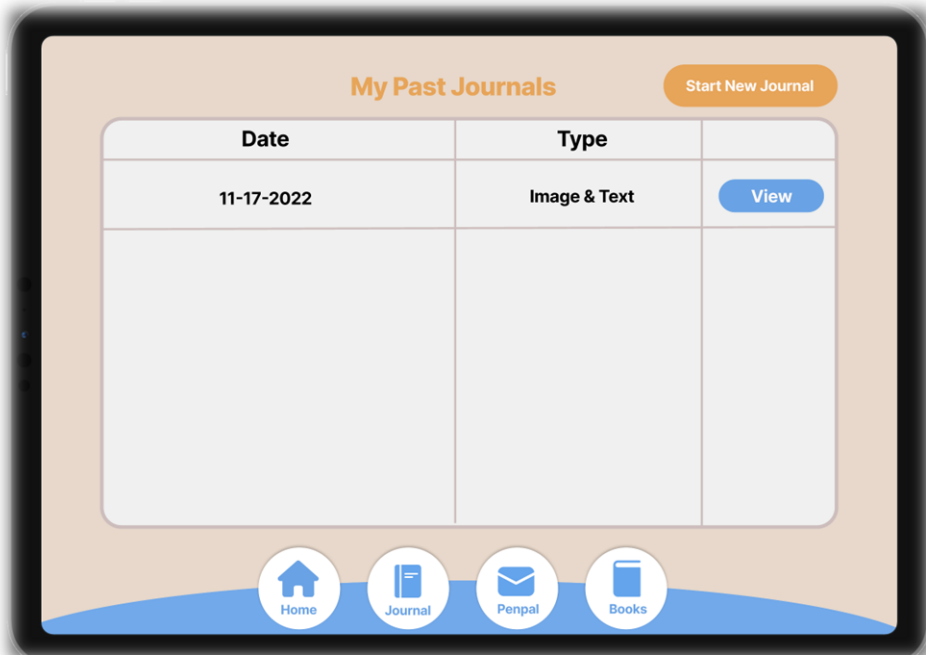 My Past Journals
Start New Journal
Date Type
11-17-2022 Image & Text View
Home Journal Penpal Books